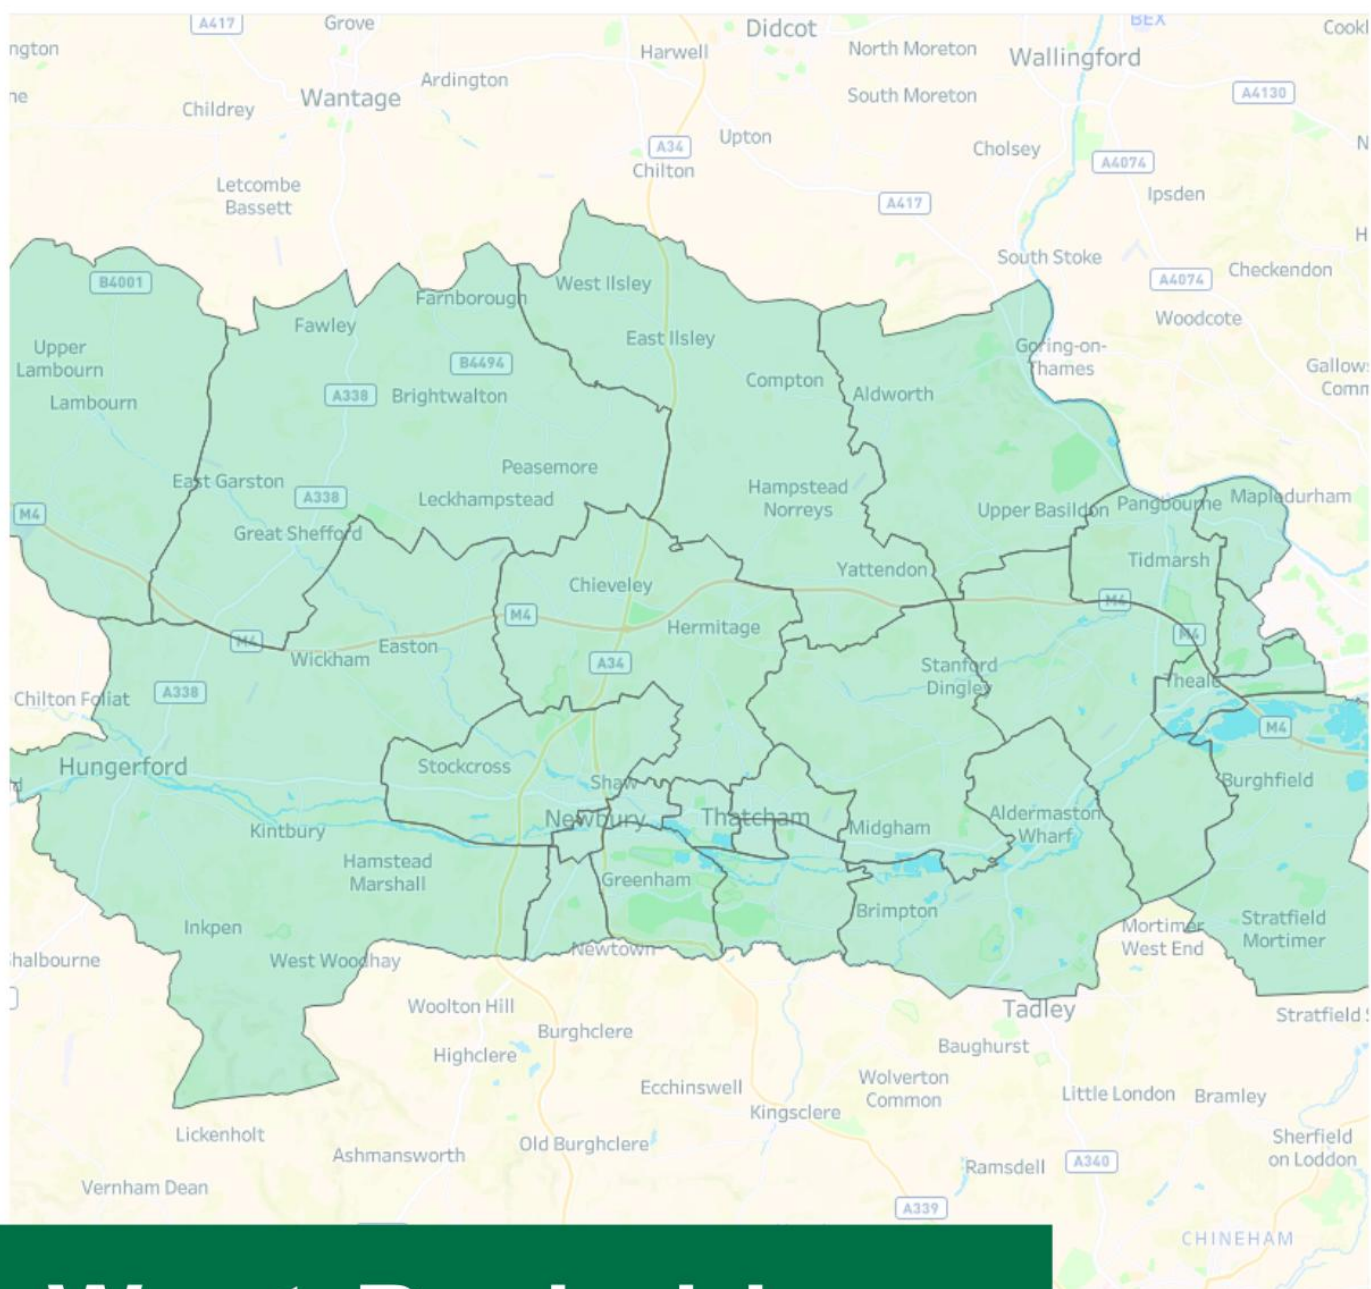 A417
Grove
Didcot
BEX
Harwell
North Moreton
Wallingford
Ardington
Wantage
Childrey
South Moreton
A4130
A34
Upton
Chilton
Cholsey
A4074
Letcombe
Bassett
A417
Ipsden
South Stoke
Checkendon
A4074
Woodcote
B4001
West Ilsley
Farnborough
Fawley
East Ilsley
Goring-on-
Thames
Upper
Lambourn
B4494
Compton
A338
Brightwalton
Aldworth
Lambourn
Peasemore
East Garston
A338
Leckhampstead
Hampstead
Norreys
Upper Basildon
Pangbourne
Mapledurham
M4
Great Shefford
Chieveley
Yattendon
Tidmarsh
M4
M4
Hermitage
M4
M4
Wickham
Easton
A34
Stanford
Dingley
Theale
Chilton Foliat
A338
M4
Hungerford
Stockcross
Shaw
Burghfield
Newbury
Thatcham
Midgham
Aldermaston
Wharf
Kintbury
Hamstead
Marshall
Greenham
Brimpton
Inkpen
Newtown
Mortimer
West End
Stratfield
Mortimer
West Woodhay
Woolton Hill
Tadley
Burghclere
Highclere
Baughurst
Ecchinswell
Wolverton
Common
Little London
Bramley
Kingsclere
Lickenholt
Old Burghclere
Sherfield
on Loddon
Ashmansworth
Ramsdell
A340
Vernham Dean
A339
CHINEHAM